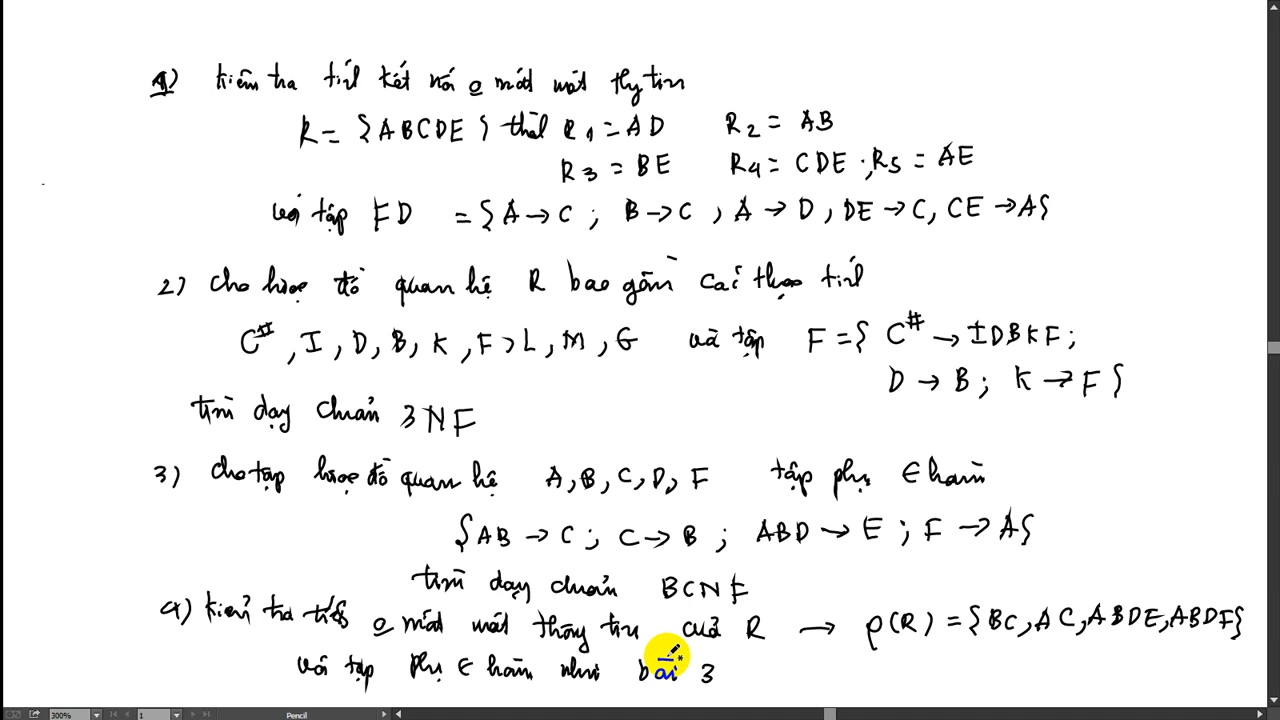 1) kiểm tra tính kết nối o mất mát thg tin
R = {ABCDE} thành R1 = AD R2 = AB
R3 = BE R4 = CDE ; R5 = AE
với tập FD = {A → C ; B → C , A → D , DE → C, CE → A}
2) cho lược đồ quan hệ R bao gồm các thuộc tính
C#, I, D, B, K, F, L, M, G và tập F = { C# → IDBKF ;
D → B ; K → F }
tìm dạng chuẩn 3NF
3) cho tập lược đồ quan hệ A, B, C, D, F tập phụ ∈ hàm
{AB → C ; C → B ; ABD → E ; F → A}
tìm dạng chuẩn BCNF
4) kiểm tra o mất mát thông tin của R → ρ(R) = {BC, AC, ABDE, ABDF}
với tập phụ ∈ hàm như bài 3
300% 1 Pencil